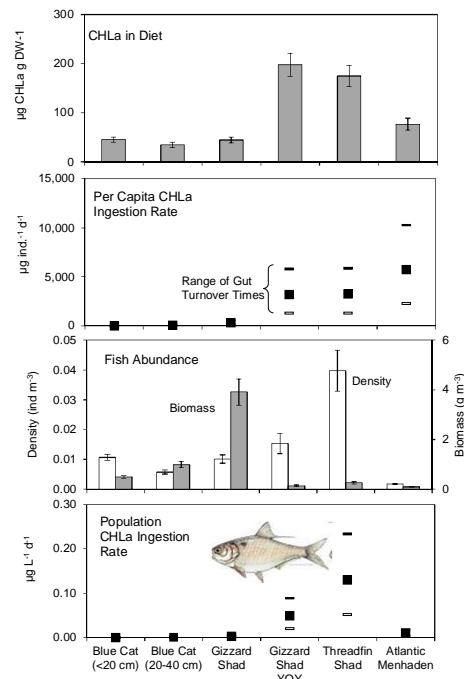 CHLa in Diet
µg CHLa g DW-1
300
200
100
0
Per Capita CHLa
Ingestion Rate
µg ind.-1 d-1
15,000
10,000
5,000
0
Range of Gut
Turnover Times
Fish Abundance
Density (ind m-3)
0.05
0.04
0.03
0.02
0.01
0.00
Biomass
Density
6
4
2
0
Biomass (g m-3)
Population
CHLa Ingestion
Rate
µg L-1 d-1
0.30
0.20
0.10
0.00
Blue Cat
(<20 cm)
Blue Cat
(20-40 cm)
Gizzard
Shad
Gizzard
Shad
YOY
Threadfin
Shad
Atlantic
Menhaden